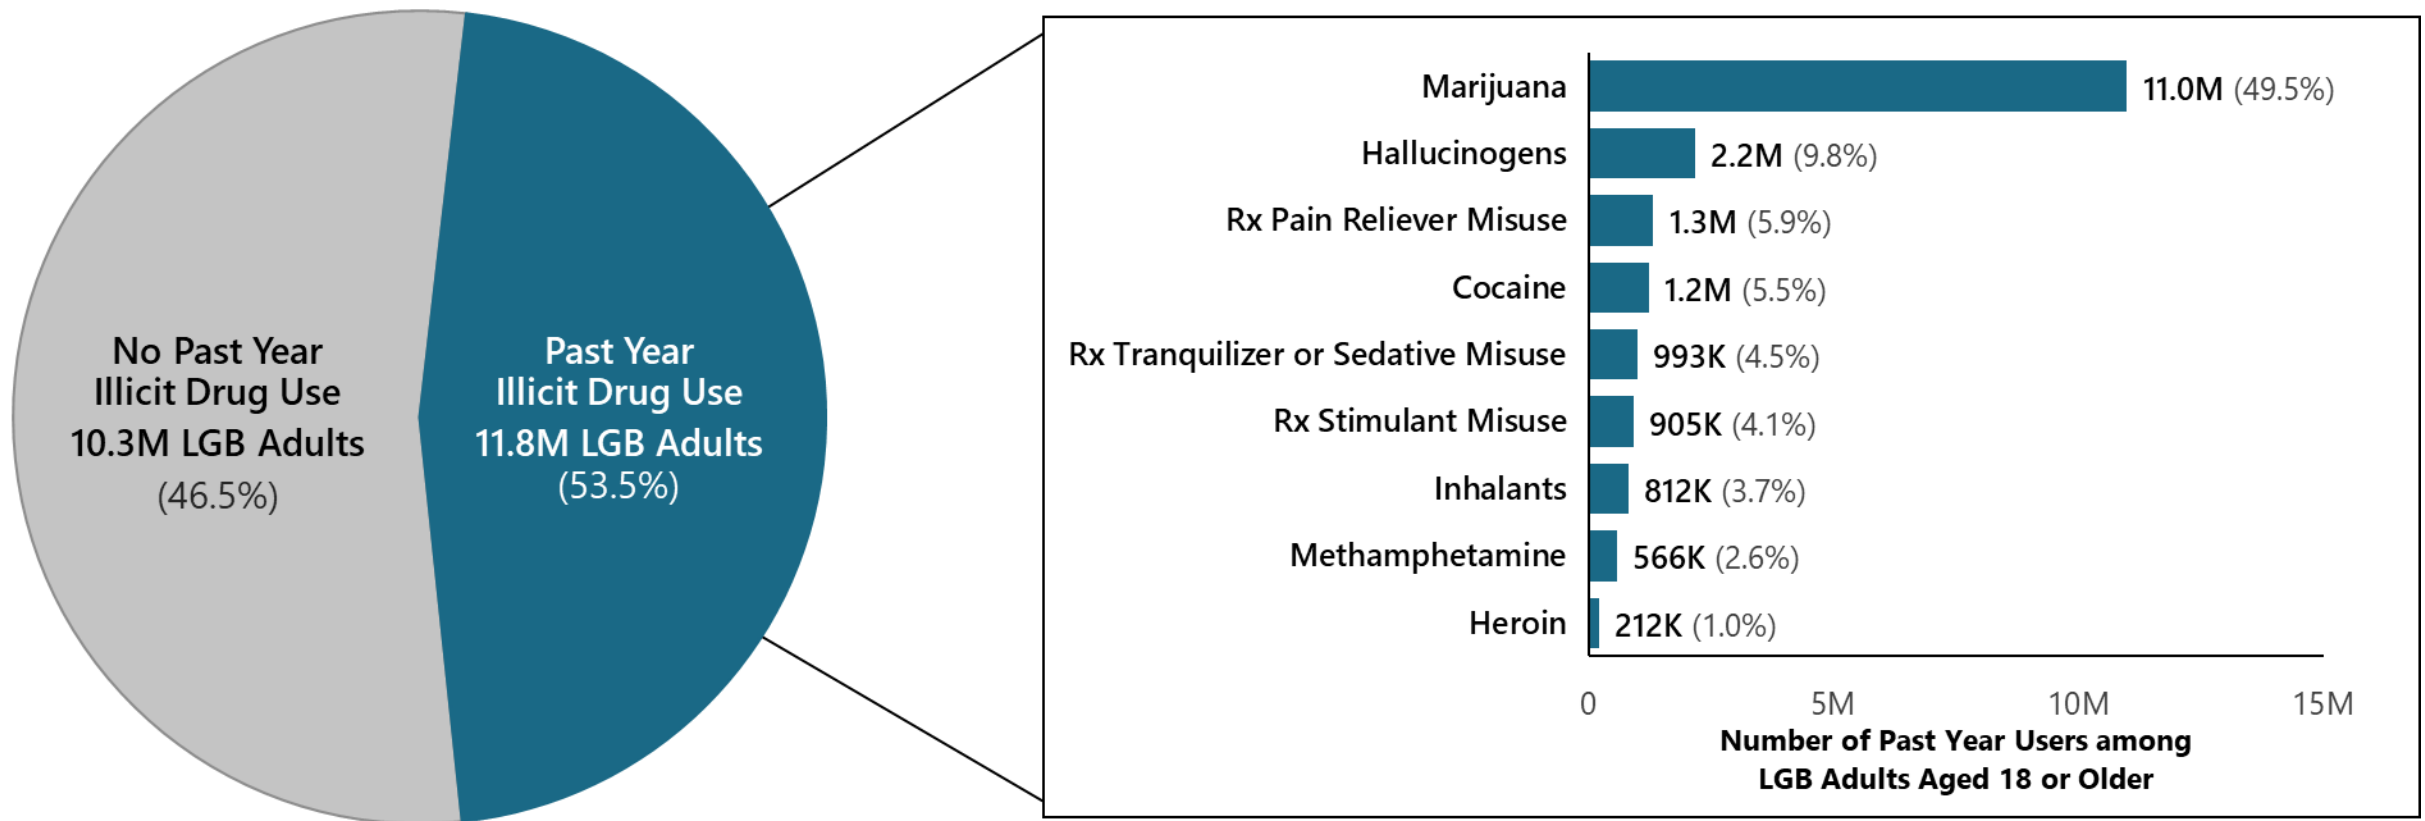 No Past Year
Illicit Drug Use
10.3M LGB Adults
(46.5%)
Past Year
Illicit Drug Use
11.8M LGB Adults
(53.5%)
Marijuana 11.0M (49.5%)
Hallucinogens 2.2M (9.8%)
Rx Pain Reliever Misuse 1.3M (5.9%)
Cocaine 1.2M (5.5%)
Rx Tranquilizer or Sedative Misuse 993K (4.5%)
Rx Stimulant Misuse 905K (4.1%)
Inhalants 812K (3.7%)
Methamphetamine 566K (2.6%)
Heroin 212K (1.0%)
0 5M 10M 15M
Number of Past Year Users among
LGB Adults Aged 18 or Older